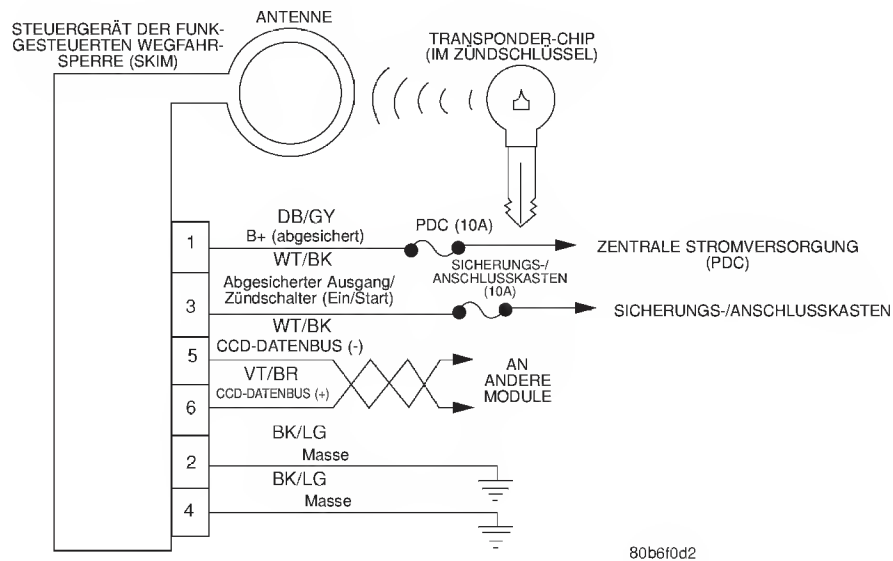 STEUERGERÄT DER FUNK-
GESTEUERTEN WEGFAHR-
SPERRE (SKIM)
ANTENNE
TRANSPONDER-CHIP
(IM ZÜNDSCHLÜSSEL)
DB/GY
1
B+ (abgesichert)
PDC (10A)
ZENTRALE STROMVERSORGUNG
(PDC)
WT/BK
3
Abgesicherter Ausgang/
Zündschalter (Ein/Start)
SICHERUNGS-/
ANSCHLUSSKASTEN
(10A)
SICHERUNGS-/ANSCHLUSSKASTEN
WT/BK
5
CCD-DATENBUS (-)
VT/BR
6
CCD-DATENBUS (+)
AN
ANDERE
MODULE
BK/LG
2
Masse
BK/LG
4
Masse
80b6f0d2